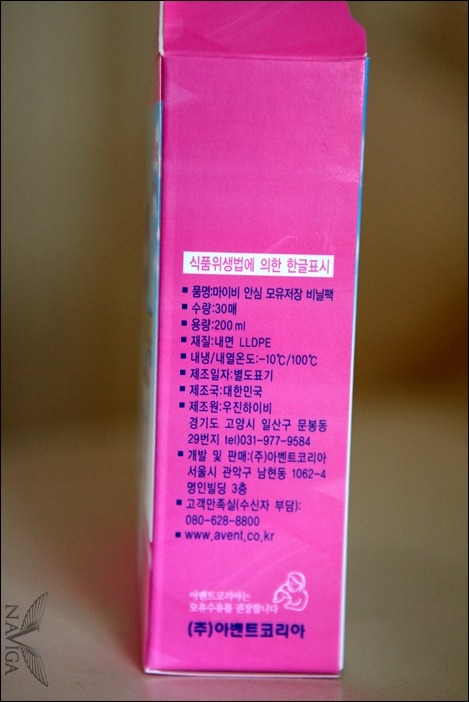 식품위생법에 의한 한글표시
■ 품명:마이비 안심 모유저장 비닐팩
■ 수량:30매
■ 용량:200ml
■ 재질:내면 LLDPE
■ 내냉/내열온도:-10℃/100℃
■ 제조일자:별도표기
■ 제조국:대한민국
■ 제조원:우진하이비
경기도 고양시 일산구 문봉동
29번지 tel)031-977-9584
■ 개발 및 판매:(주)아벤트코리아
서울시 관악구 남현동 1062-4
명인빌딩 3층
■ 고객만족실(수신자 부담):
080-628-8800
■ www.avent.co.kr
아벤트코리아는
모유수유를 권장합니다
(주)아벤트코리아
NAVIGA